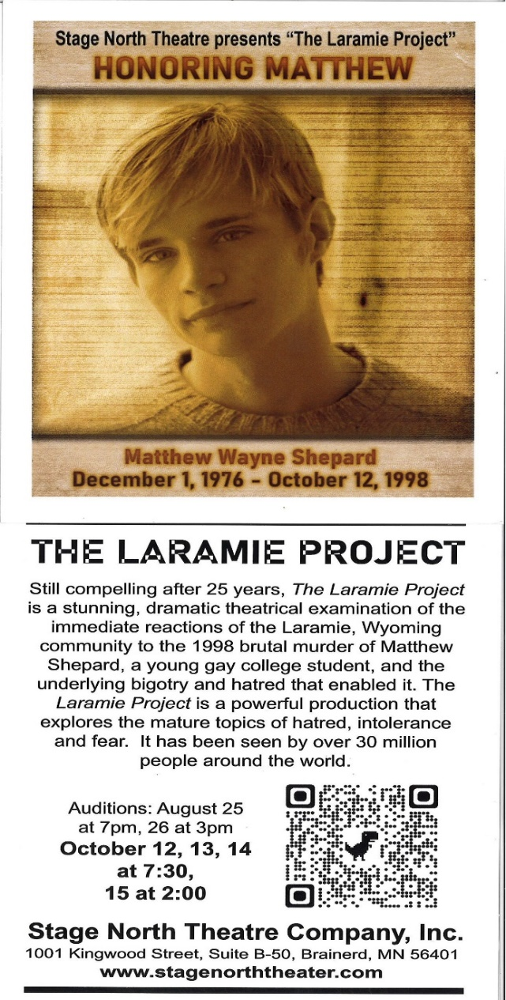 Stage North Theatre presents “The Laramie Project”
HONORING MATTHEW
Matthew Wayne Shepard
December 1, 1976 – October 12, 1998
THE LARAMIE PROJECT
Still compelling after 25 years, The Laramie Project
is a stunning, dramatic theatrical examination of the
immediate reactions of the Laramie, Wyoming
community to the 1998 brutal murder of Matthew
Shepard, a young gay college student, and the
underlying bigotry and hatred that enabled it. The
Laramie Project is a powerful production that
explores the mature topics of hatred, intolerance
and fear. It has been seen by over 30 million
people around the world.
Auditions: August 25
at 7pm, 26 at 3pm
October 12, 13, 14
at 7:30,
15 at 2:00
Stage North Theatre Company, Inc.
1001 Kingwood Street, Suite B-50, Brainerd, MN 56401
www.stagenorththeater.com